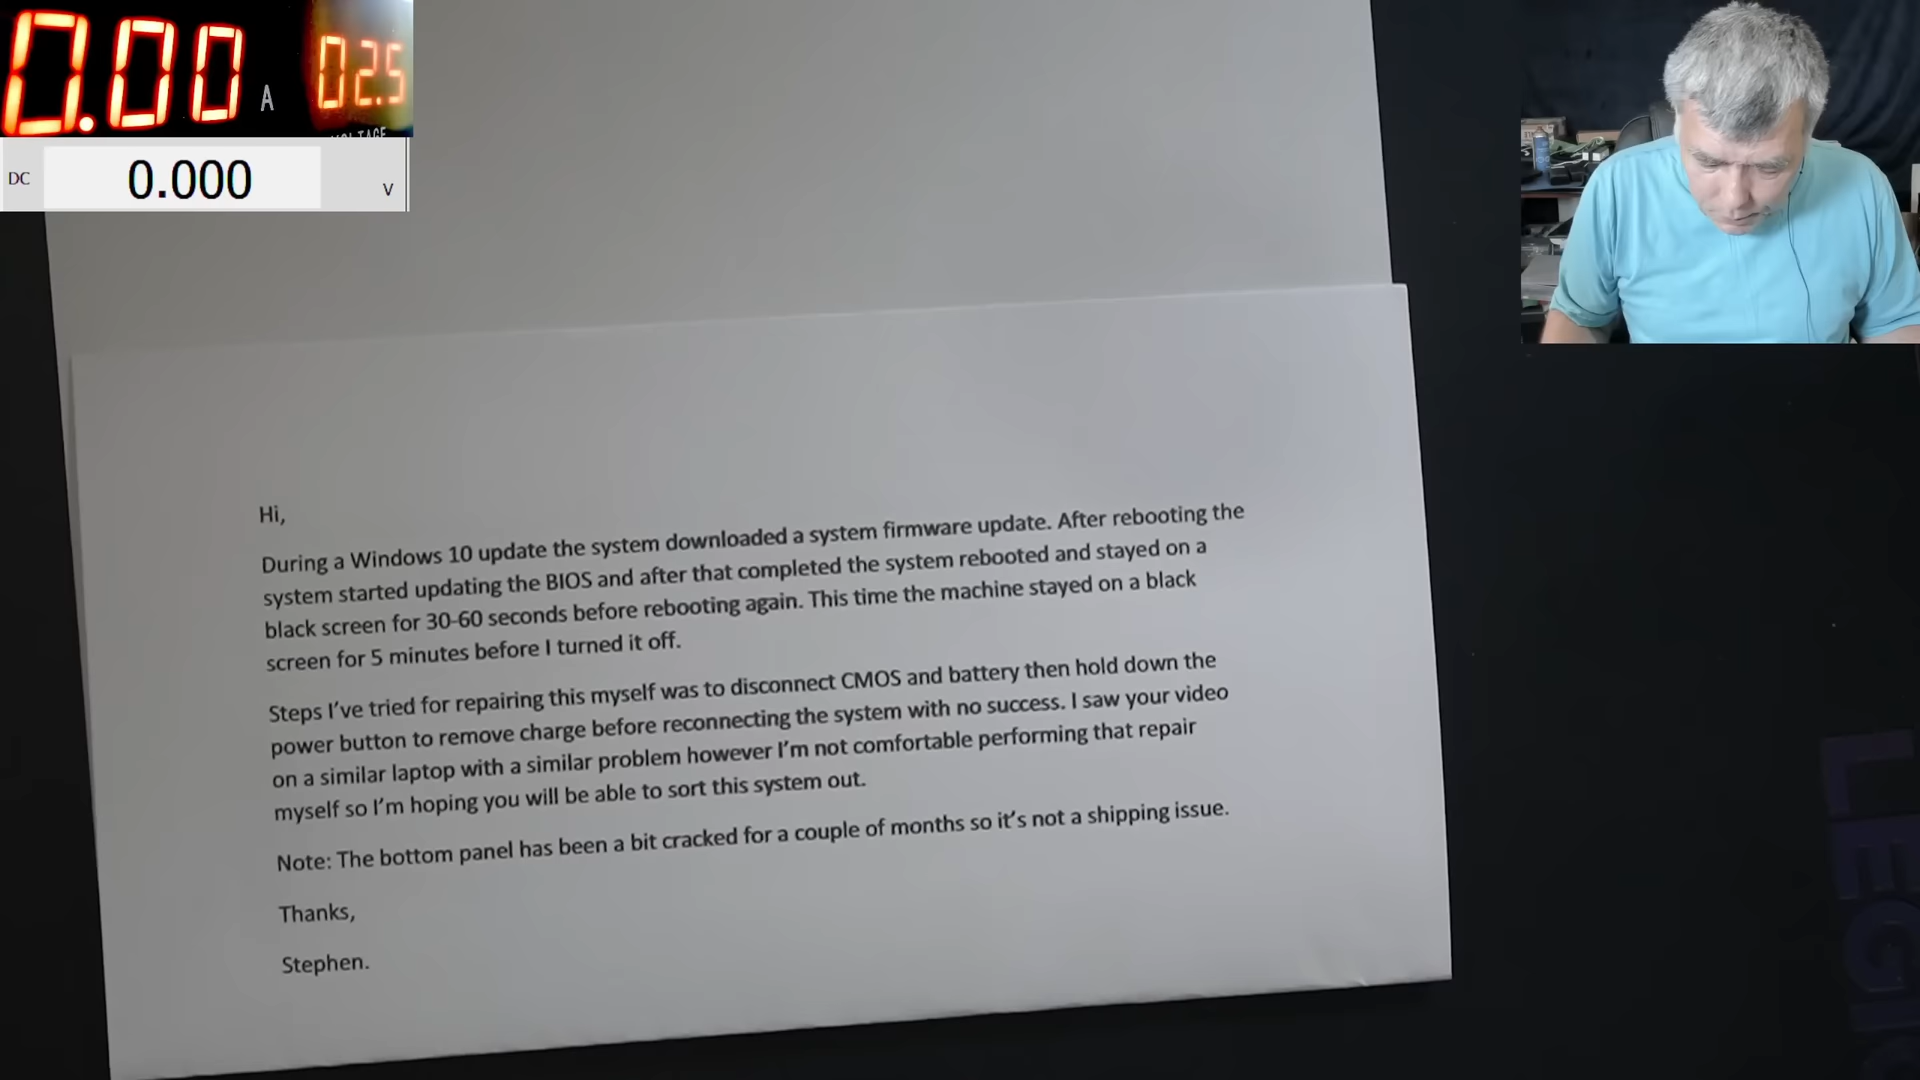 0.00 A 02.5
VOLTAGE
DC 0.000 V
Hi,
During a Windows 10 update the system downloaded a system firmware update. After rebooting the
system started updating the BIOS and after that completed the system rebooted and stayed on a
black screen for 30-60 seconds before rebooting again. This time the machine stayed on a black
screen for 5 minutes before I turned it off.
Steps I've tried for repairing this myself was to disconnect CMOS and battery then hold down the
power button to remove charge before reconnecting the system with no success. I saw your video
on a similar laptop with a similar problem however I'm not comfortable performing that repair
myself so I'm hoping you will be able to sort this system out.
Note: The bottom panel has been a bit cracked for a couple of months so it's not a shipping issue.
Thanks,
Stephen.